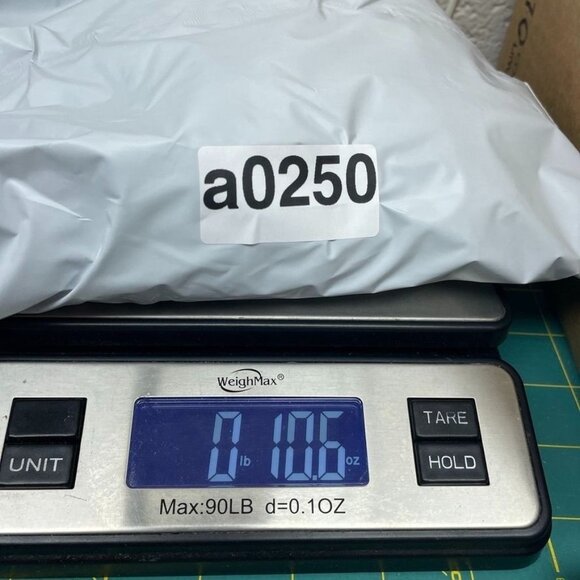 a0250
WeighMax®
0 lb 10.6 oz
UNIT
TARE
HOLD
Max:90LB d=0.1OZ